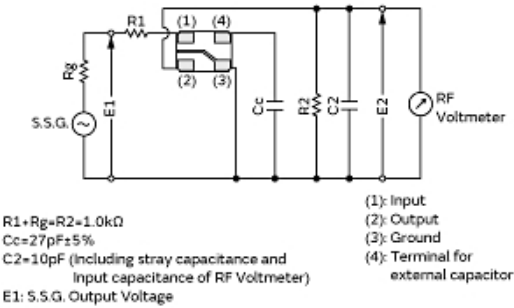 R1
(1)
(4)
(2)
(3)
Rg
S.S.G.
E1
Cc
R2
C2
E2
RF
Voltmeter
R1+Rg=R2=1.0kΩ
Cc=27pF±5%
C2=10pF (Including stray capacitance and
Input capacitance of RF Voltmeter)
E1: S.S.G. Output Voltage
(1): Input
(2): Output
(3): Ground
(4): Terminal for
external capacitor